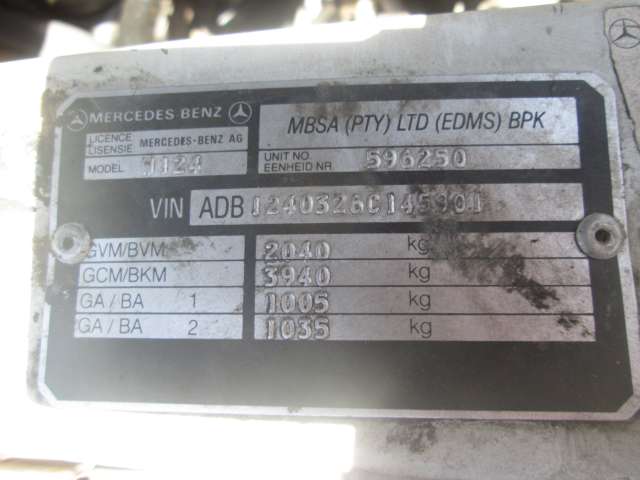 MERCEDES BENZ
MBSA (PTY) LTD (EDMS) BPK
LICENCE
LISENSIE MERCEDES-BENZ AG
MODEL
UNIT NO.
EENHEID NR. 596250
VIN ADB
GVM/BVM 2040 kg
GCM/BKM 3940 kg
GA / BA 1 1005 kg
GA / BA 2 1035 kg